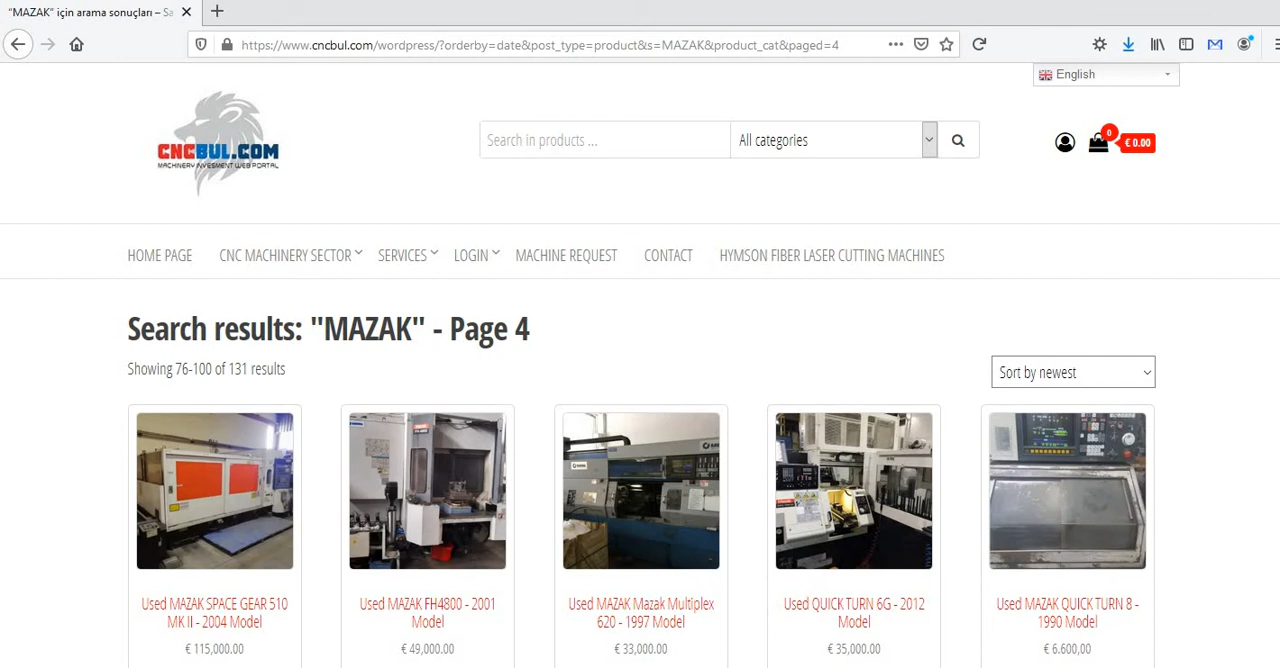 "MAZAK" için arama sonuçları – Sa
https://www.cncbul.com/wordpress/?orderby=date&post_type=product&s=MAZAK&product_cat&paged=4
English
CNCBUL.COM
MACHINERY INVESMENT WEB PORTAL
Search in products ...
All categories
0
€ 0.00
HOME PAGE
CNC MACHINERY SECTOR
SERVICES
LOGIN
MACHINE REQUEST
CONTACT
HYMSON FIBER LASER CUTTING MACHINES
Search results: "MAZAK" - Page 4
Showing 76-100 of 131 results
Sort by newest
Used MAZAK SPACE GEAR 510
MK II - 2004 Model
€ 115,000.00
Used MAZAK FH4800 - 2001
Model
€ 49,000.00
Used MAZAK Mazak Multiplex
620 - 1997 Model
€ 33,000.00
Used QUICK TURN 6G - 2012
Model
€ 35,000.00
Used MAZAK QUICK TURN 8 -
1990 Model
€ 6.600,00